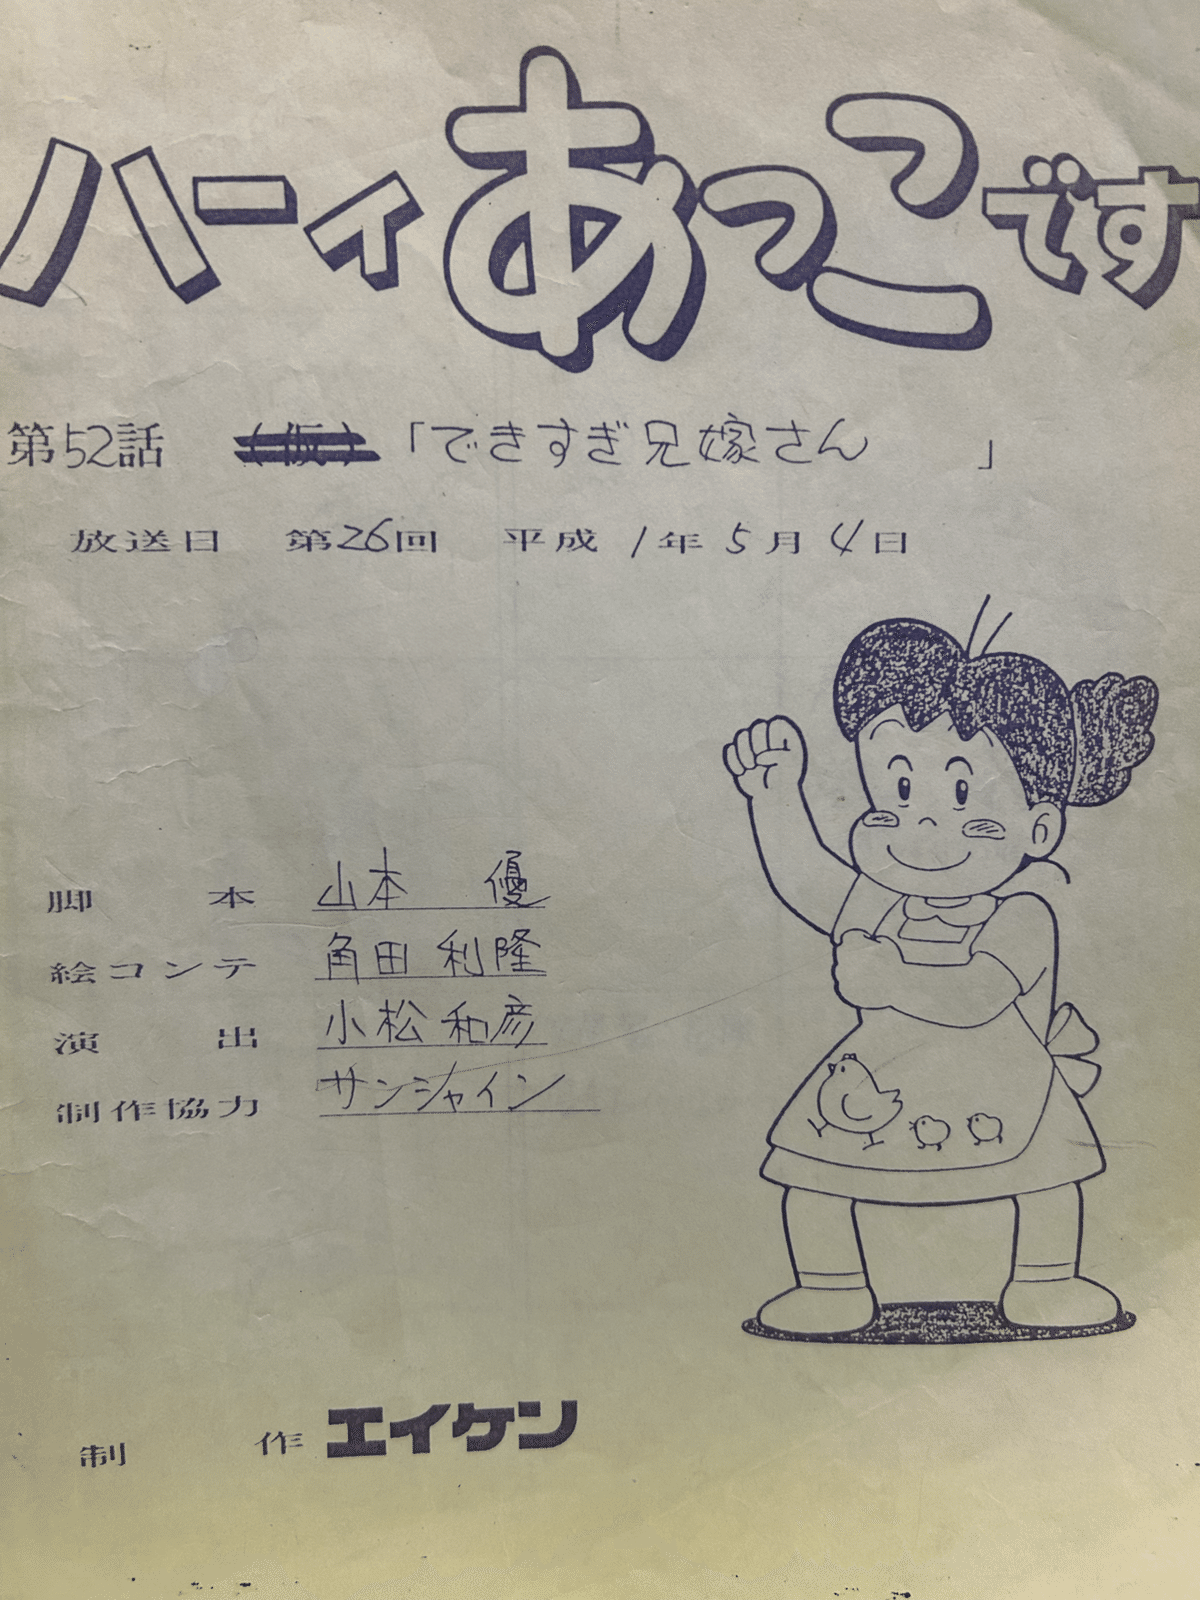 ハーイあっこです
第52話 (仮) 「できすぎ兄嫁さん 」
放送日 第26回 平成1年5月4日
脚本 山本 優
絵コンテ 角田 利隆
演出 小松 和彦
制作協力 サンシャイン
制作 エイケン